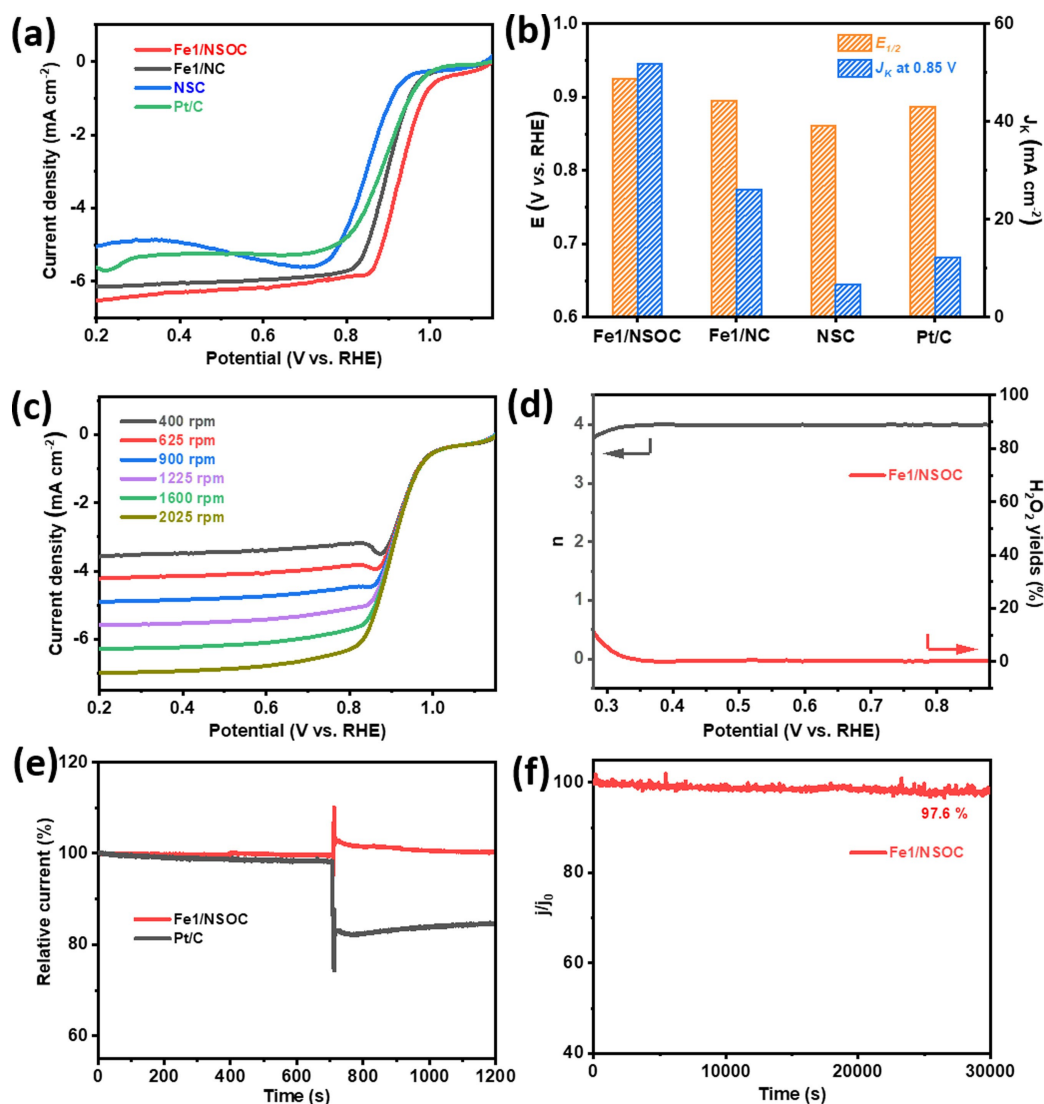 (a)
Fe1/NSOC
Fe1/NC
NSC
Pt/C
0
-2
-4
-6
Current density (mA cm⁻²)
0.2 0.4 0.6 0.8 1.0
Potential (V vs. RHE)
(b)
E1/2
JK at 0.85 V
1.0
0.9
0.8
0.7
0.6
E (V vs. RHE)
60
40
20
0
JK (mA cm⁻²)
Fe1/NSOC Fe1/NC NSC Pt/C
(c)
400 rpm
625 rpm
900 rpm
1225 rpm
1600 rpm
2025 rpm
0
-2
-4
-6
Current density (mA cm⁻²)
0.2 0.4 0.6 0.8 1.0
Potential (V vs. RHE)
(d)
Fe1/NSOC
4
3
2
1
0
n
100
80
60
40
20
0
H2O2 yields (%)
0.3 0.4 0.5 0.6 0.7 0.8
Potential (V vs. RHE)
(e)
120
100
80
60
Relative current (%)
Fe1/NSOC
Pt/C
0 200 400 600 800 1000 1200
Time (s)
(f)
100
80
60
40
j/j0
97.6 %
Fe1/NSOC
0 10000 20000 30000
Time (s)